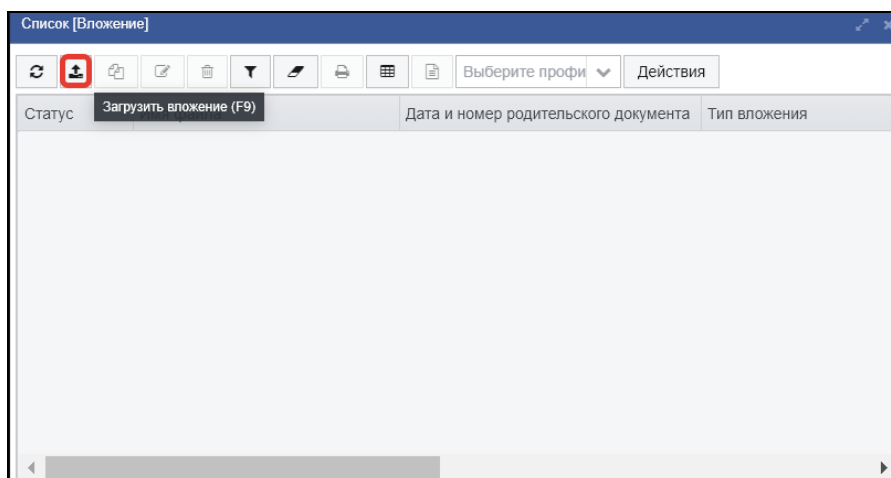 Список [Вложение]
Выберите профи
Действия
Загрузить вложение (F9)
Статус
Дата и номер родительского документа
Тип вложения